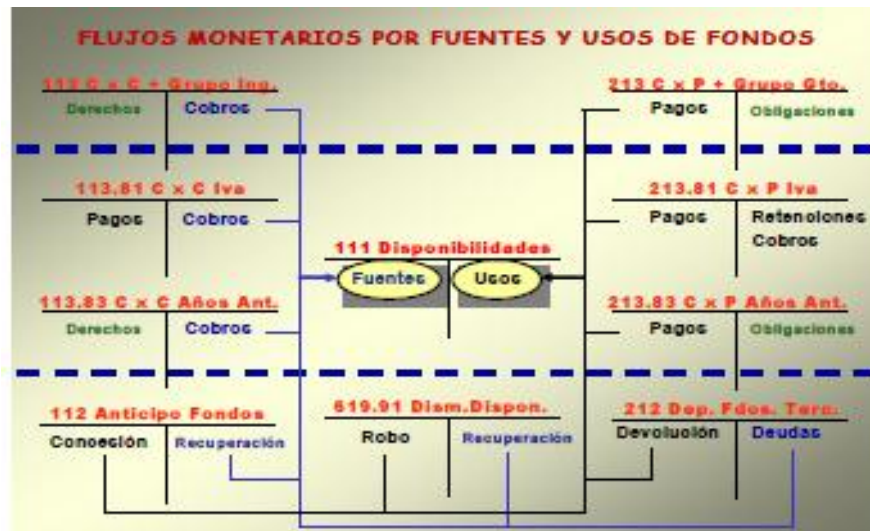 FLUJOS MONETARIOS POR FUENTES Y USOS DE FONDOS
113 C x C + Grupo Ing.
Derechos Cobros
213 C x P + Grupo Gto.
Pagos Obligaciones
113.81 C x C Iva
Pagos Cobros
213.81 C x P Iva
Pagos Retenciones
Cobros
111 Disponibilidades
Fuentes Usos
113.83 C x C Años Ant.
Derechos Cobros
213.83 C x P Años Ant.
Pagos Obligaciones
112 Anticipo Fondos
Concesión Recuperación
619.91 Dism.Dispon.
Robo Recuperación
212 Dep. Fdos. Terc.
Devolución Deudas